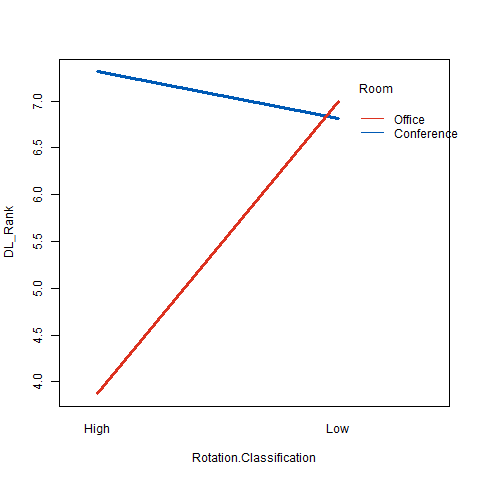 DL_Rank
7.0
6.5
6.0
5.5
5.0
4.5
4.0
Room
Office
Conference
High
Low
Rotation.Classification